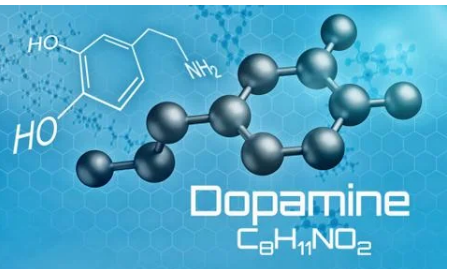 HO
NH₂
HO
Dopamine
C₈H₁₁NO₂